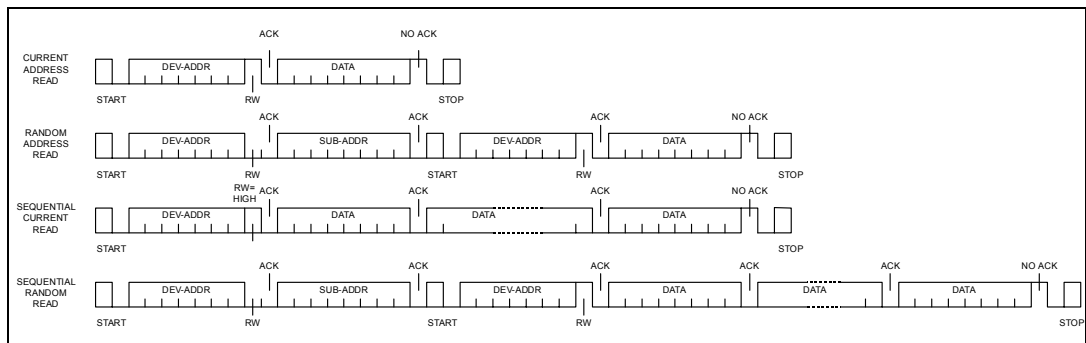 ACK NO ACK
CURRENT
ADDRESS
READ
DEV-ADDR DATA
START RW STOP
ACK ACK ACK NO ACK
RANDOM
ADDRESS
READ
DEV-ADDR SUB-ADDR DEV-ADDR DATA
START RW START RW STOP
RW=
HIGH
ACK ACK ACK NO ACK
SEQUENTIAL
CURRENT
READ
DEV-ADDR DATA DATA DATA
START STOP
ACK ACK ACK ACK ACK NO ACK
SEQUENTIAL
RANDOM
READ
DEV-ADDR SUB-ADDR DEV-ADDR DATA DATA DATA
START RW START RW STOP